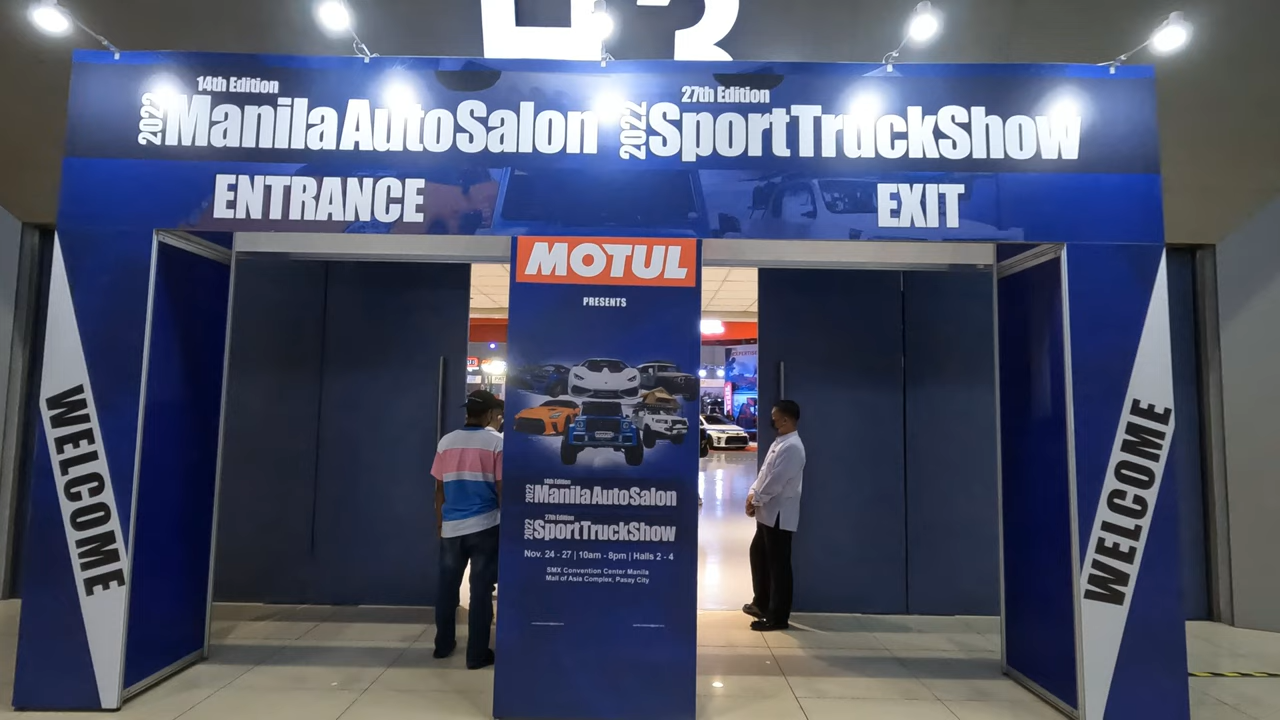 14th Edition
2022 ManilaAutoSalon
27th Edition
2022 SportTruckShow
ENTRANCE
EXIT
MOTUL
PRESENTS
14th Edition
2022 ManilaAutoSalon
27th Edition
2022 SportTruckShow
Nov. 24 - 27 | 10am - 8pm | Halls 2 - 4
SMX Convention Center Manila
Mall of Asia Complex, Pasay City
WELCOME
WELCOME